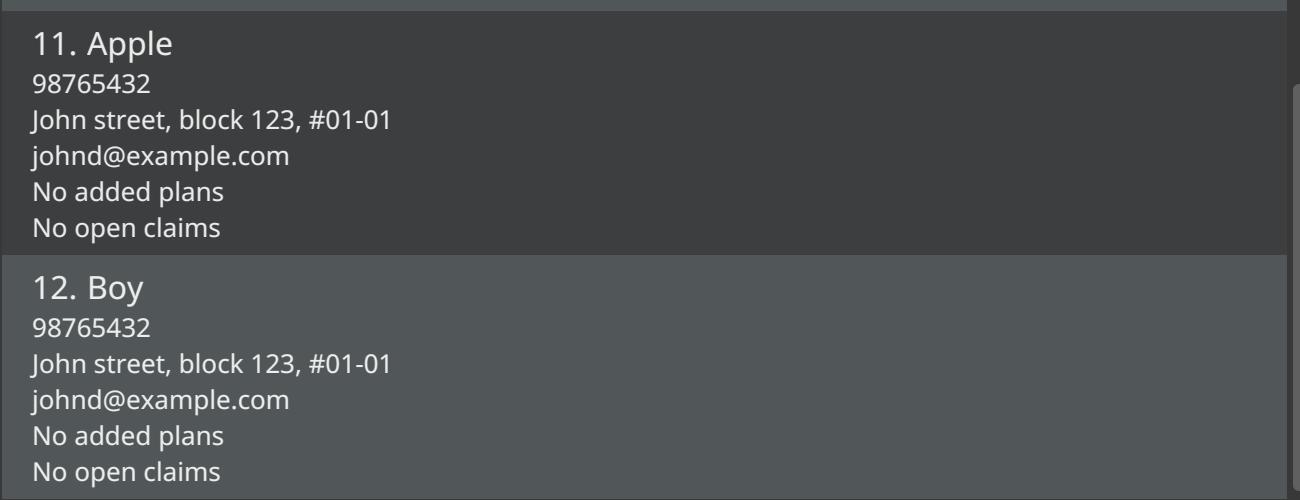 11. Apple
98765432
John street, block 123, #01-01
johnd@example.com
No added plans
No open claims
12. Boy
98765432
John street, block 123, #01-01
johnd@example.com
No added plans
No open claims